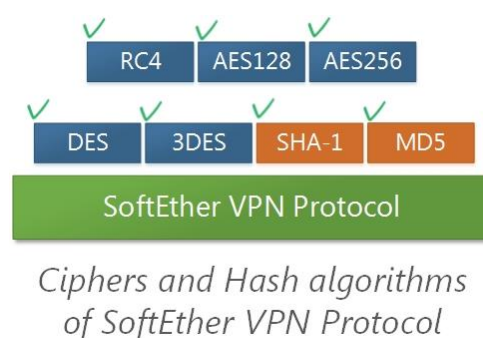 RC4 AES128 AES256
DES 3DES SHA-1 MD5
SoftEther VPN Protocol
Ciphers and Hash algorithms
of SoftEther VPN Protocol